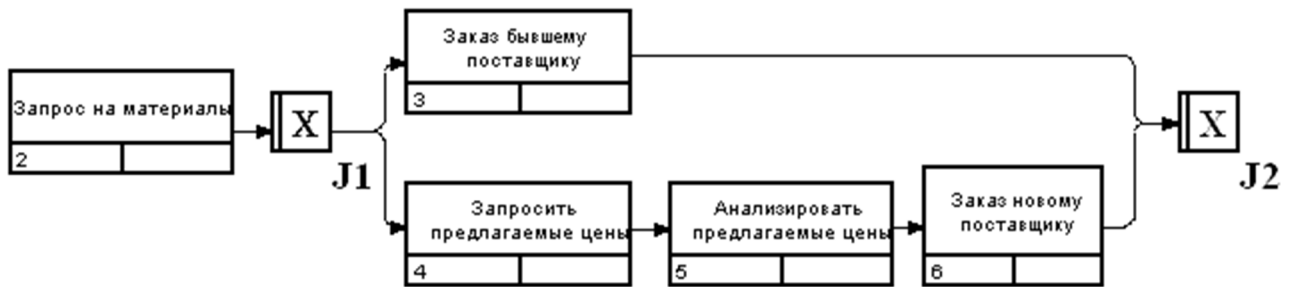 Заказ бывшему
поставщику
3
Запрос на материалы
2
X
J1
X
J2
Запросить
предлагаемые цены
4
Анализировать
предлагаемые цены
5
Заказ новому
поставщику
6